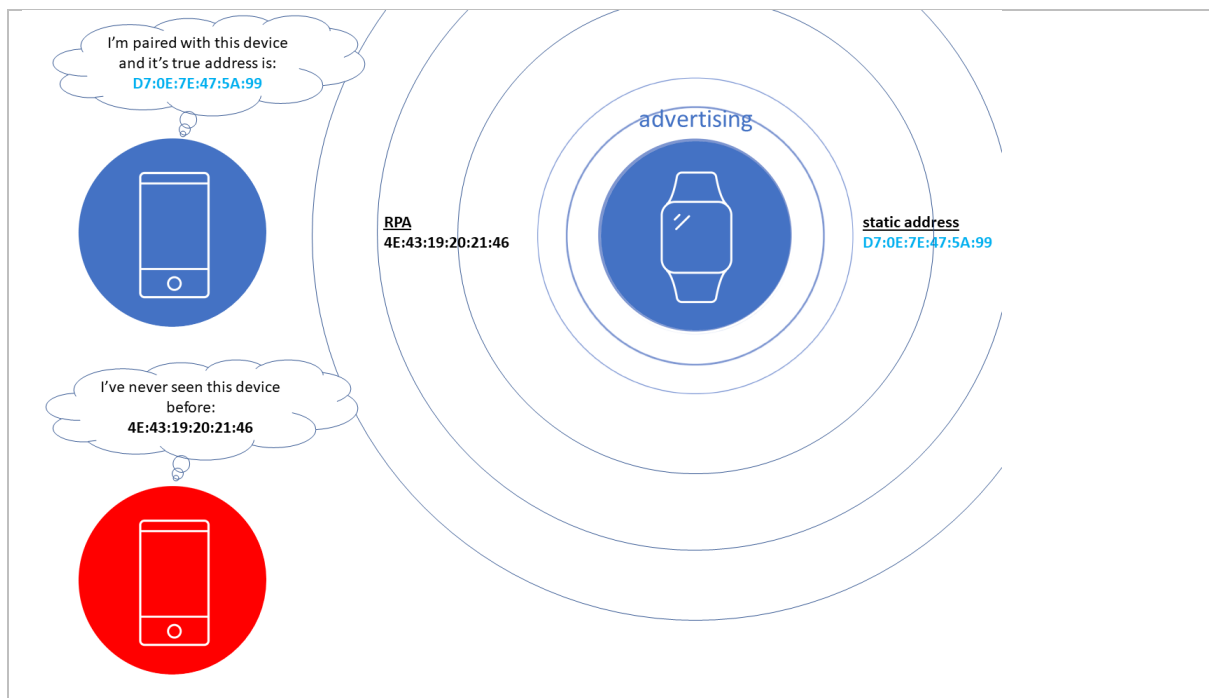 I'm paired with this device
and it's true address is:
D7:0E:7E:47:5A:99
advertising
RPA
4E:43:19:20:21:46
static address
D7:0E:7E:47:5A:99
I've never seen this device
before:
4E:43:19:20:21:46